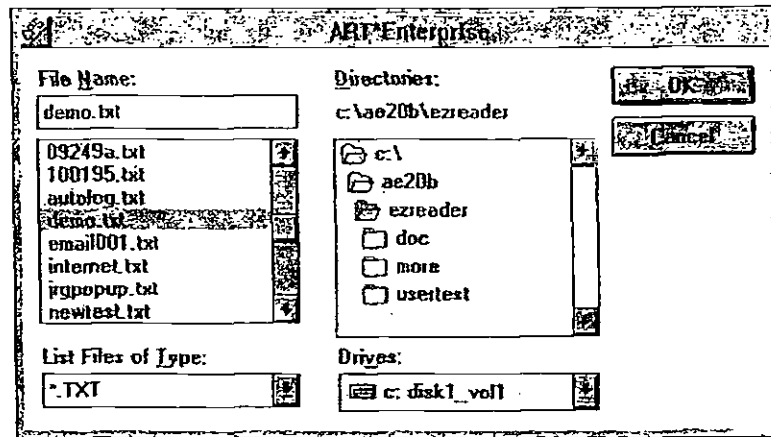 ART*Enterprise
File Name:
demo.txt
09249a.txt
100195.txt
autolog.txt
demo.txt
email001.txt
internet.txt
jrgpopup.txt
newtest.txt
List Files of Type:
*.TXT
Directories:
c:\ae20b\ezreader
c:\
ae20b
ezreader
doc
more
usertest
Drives:
c: disk1_vol1
OK
Cancel